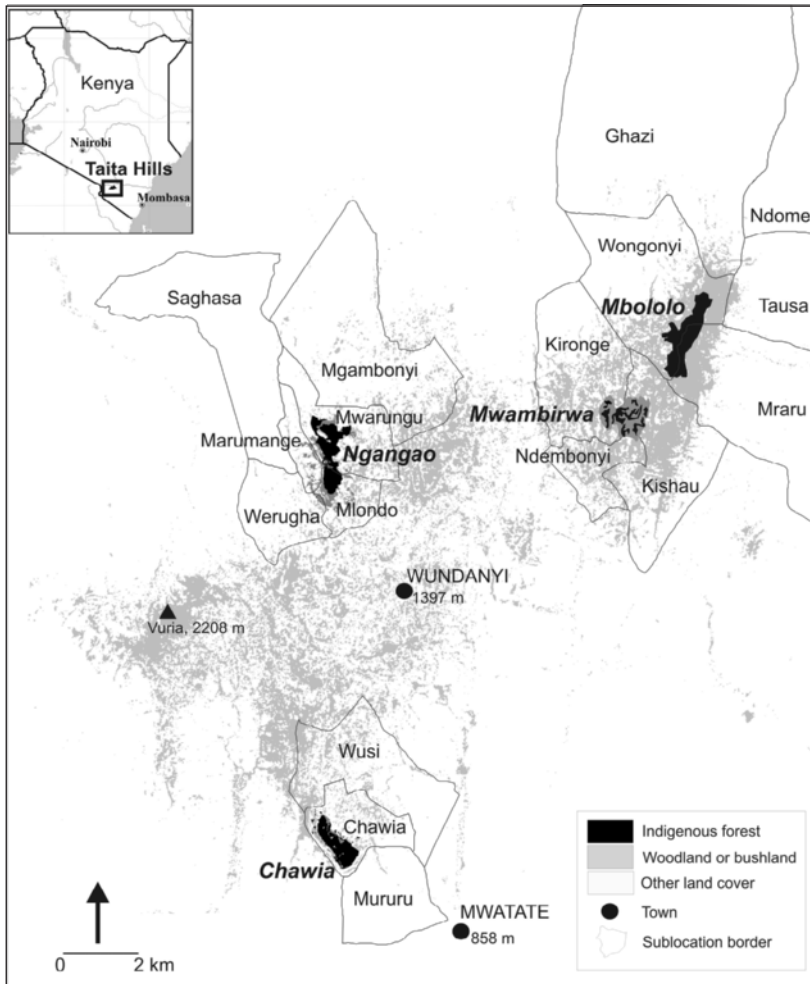 Kenya
Nairobi
Taita Hills
Mombasa
Ghazi
Ndome
Wongonyi
Saghasa
Mbololo
Tausa
Kironge
Mgambonyi
Mraru
Mwarungu
Mwambirwa
Marumange
Ngangao
Ndembonyi
Kishau
Werugha
Mlondo
WUNDANYI
1397 m
Vuria, 2208 m
Wusi
Chawia
Chawia
Mururu
MWATATE
858 m
Indigenous forest
Woodland or bushland
Other land cover
Town
Sublocation border
0 2 km